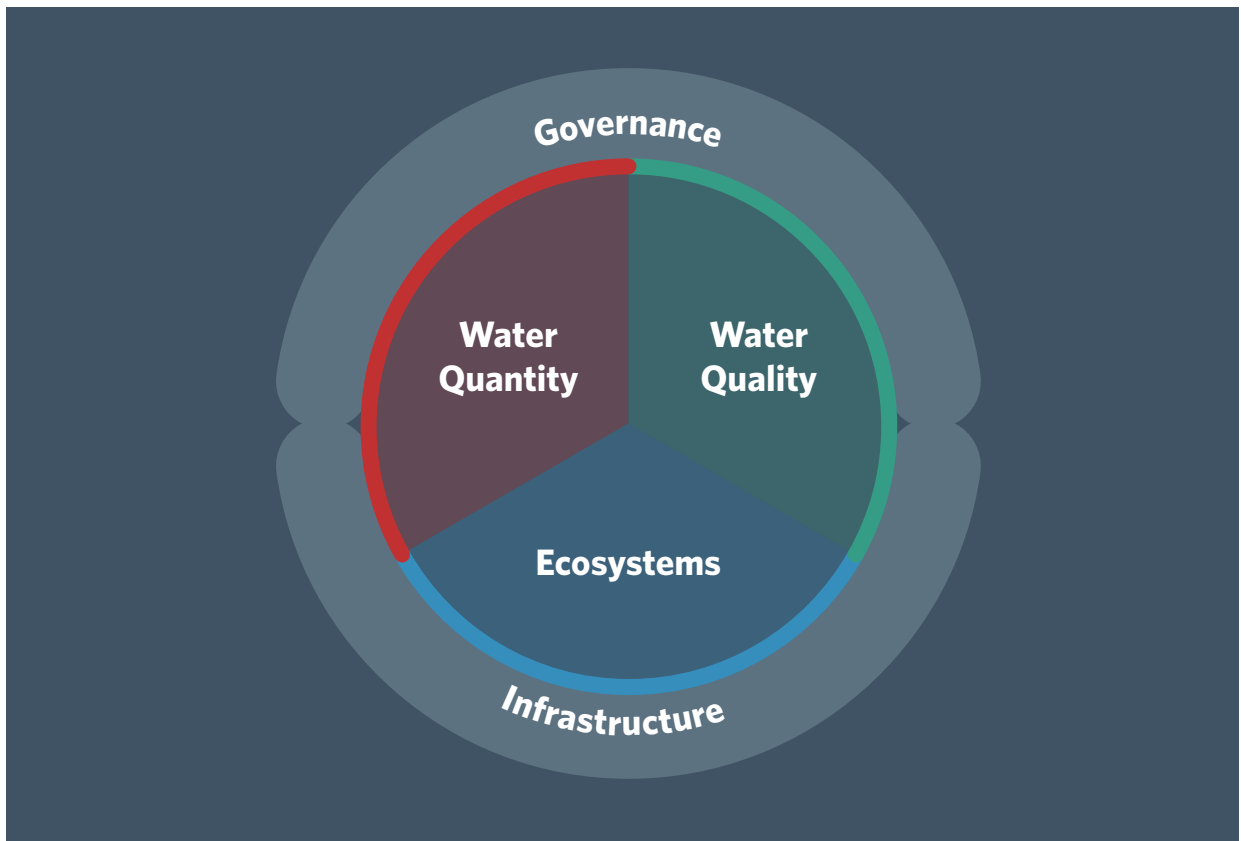 Governance
Water
Quantity
Water
Quality
Ecosystems
Infrastructure